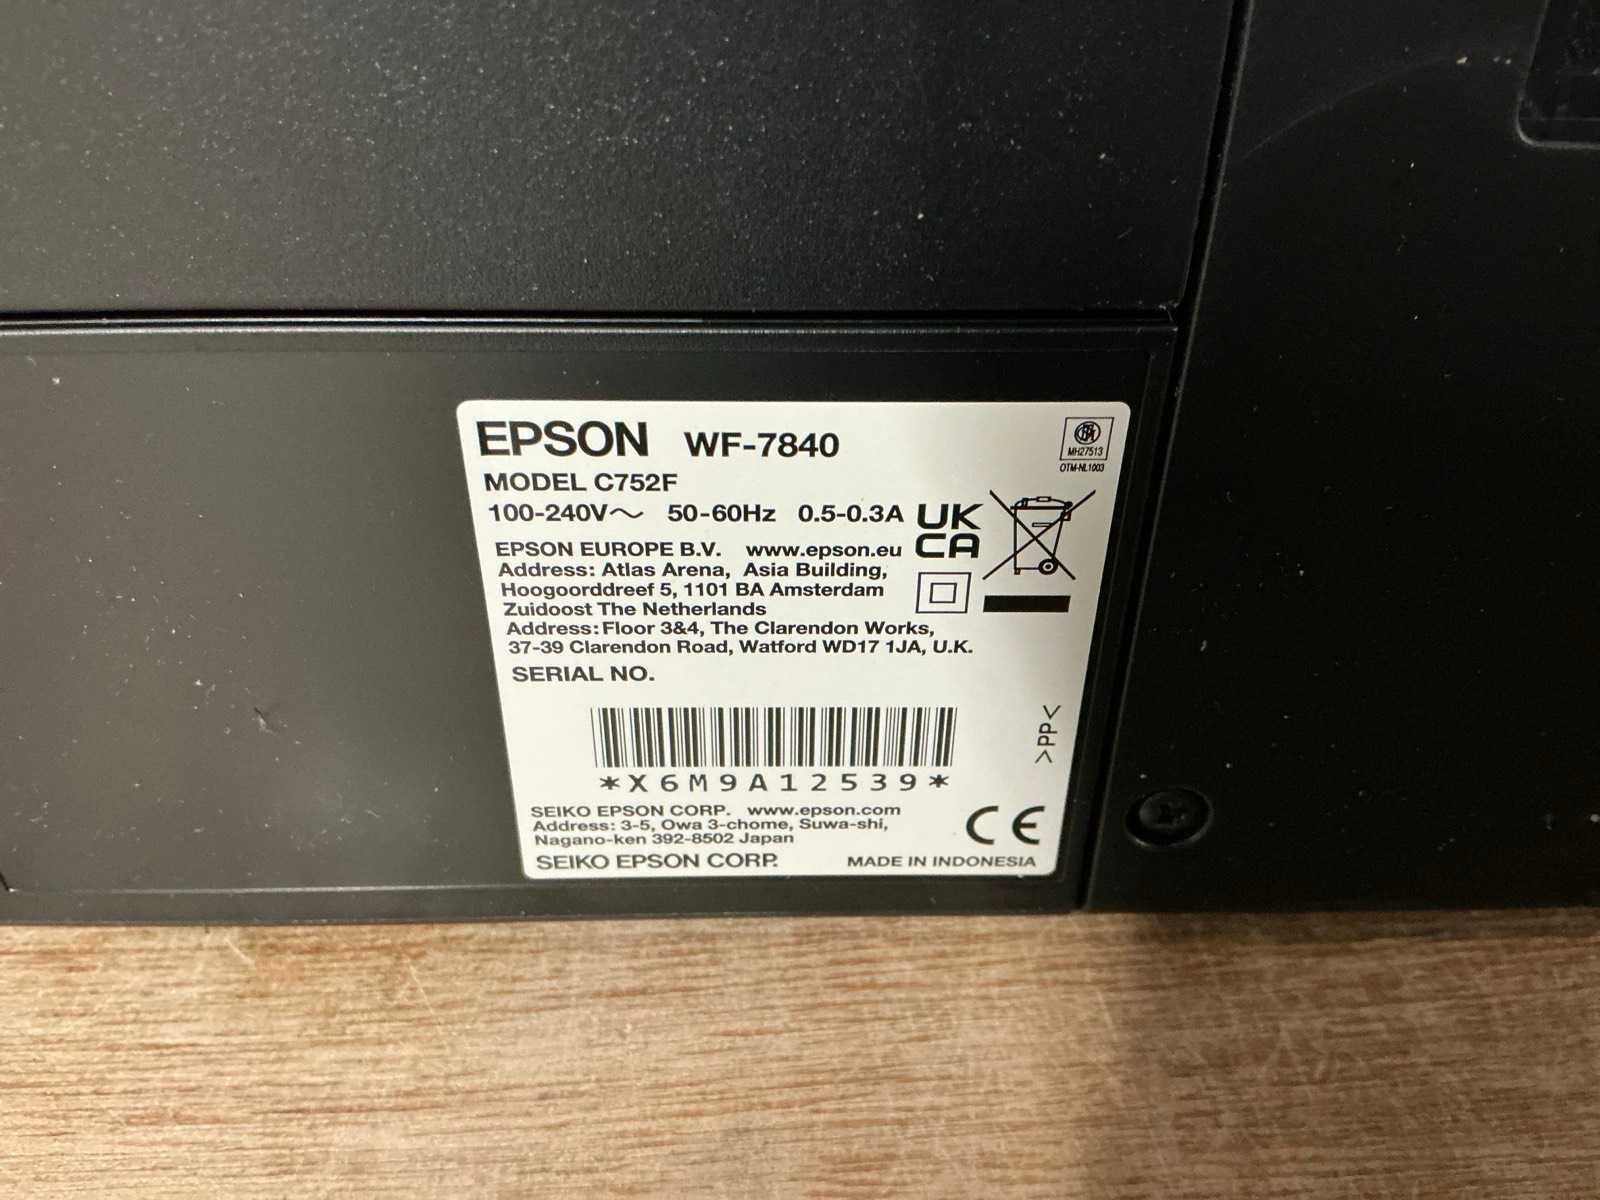 EPSON WF-7840
MH27513
OTM-NL1003
MODEL C752F
100-240V～ 50-60Hz 0.5-0.3A
UK
CA
EPSON EUROPE B.V. www.epson.eu
Address: Atlas Arena, Asia Building,
Hoogoorddreef 5, 1101 BA Amsterdam
Zuidoost The Netherlands
Address:Floor 3&4, The Clarendon Works,
37-39 Clarendon Road, Watford WD17 1JA, U.K.
SERIAL NO.
>PP<
*X6M9A12539*
SEIKO EPSON CORP. www.epson.com
Address: 3-5, Owa 3-chome, Suwa-shi,
Nagano-ken 392-8502 Japan
CE
SEIKO EPSON CORP. MADE IN INDONESIA